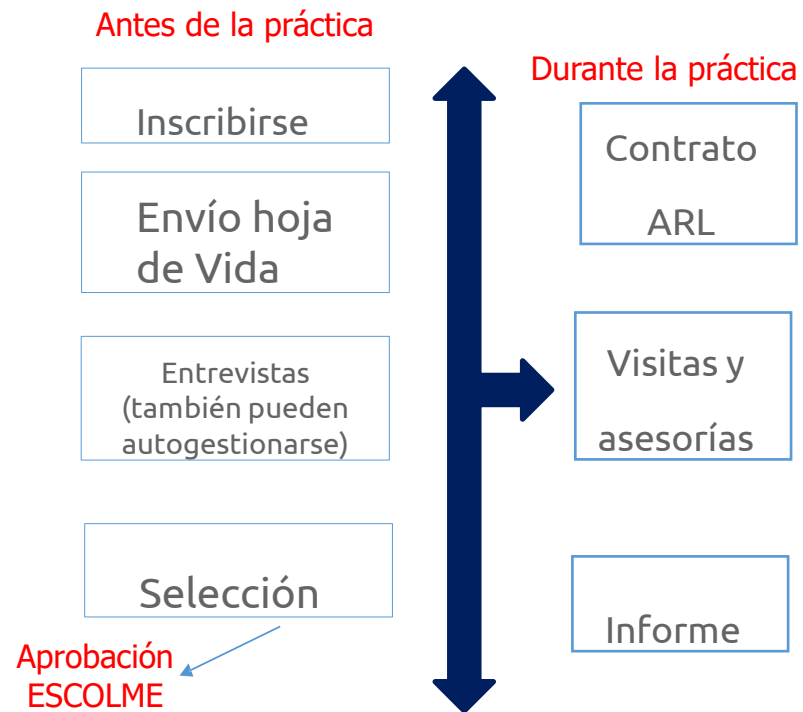 Antes de la práctica
Inscribirse
Envío hoja
de Vida
Entrevistas
(también pueden
autogestionarse)
Selección
Aprobación
ESCOLME
Durante la práctica
Contrato
ARL
Visitas y
asesorías
Informe